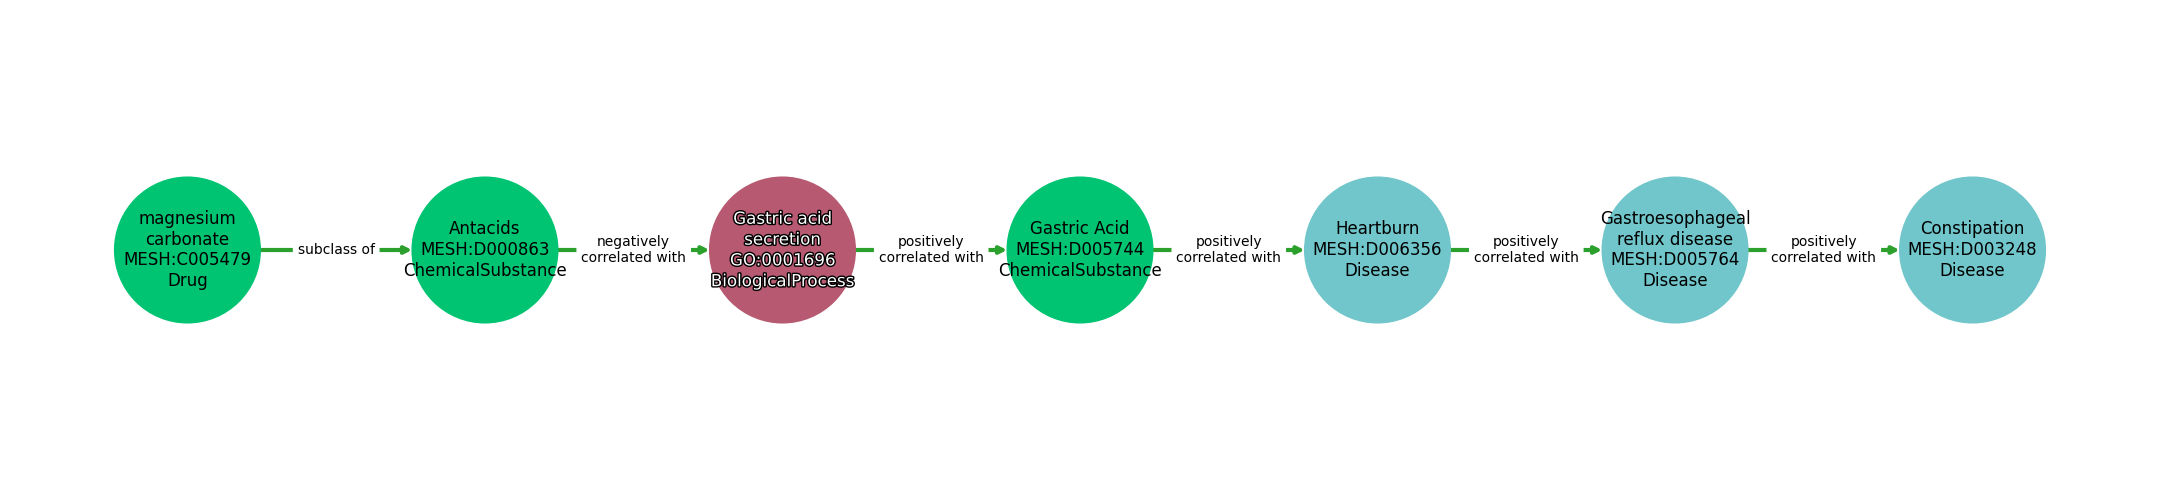 magnesium
carbonate
MESH:C005479
Drug
subclass of
Antacids
MESH:D000863
ChemicalSubstance
negatively
correlated with
Gastric acid
secretion
GO:0001696
BiologicalProcess
positively
correlated with
Gastric Acid
MESH:D005744
ChemicalSubstance
positively
correlated with
Heartburn
MESH:D006356
Disease
positively
correlated with
Gastroesophageal
reflux disease
MESH:D005764
Disease
positively
correlated with
Constipation
MESH:D003248
Disease